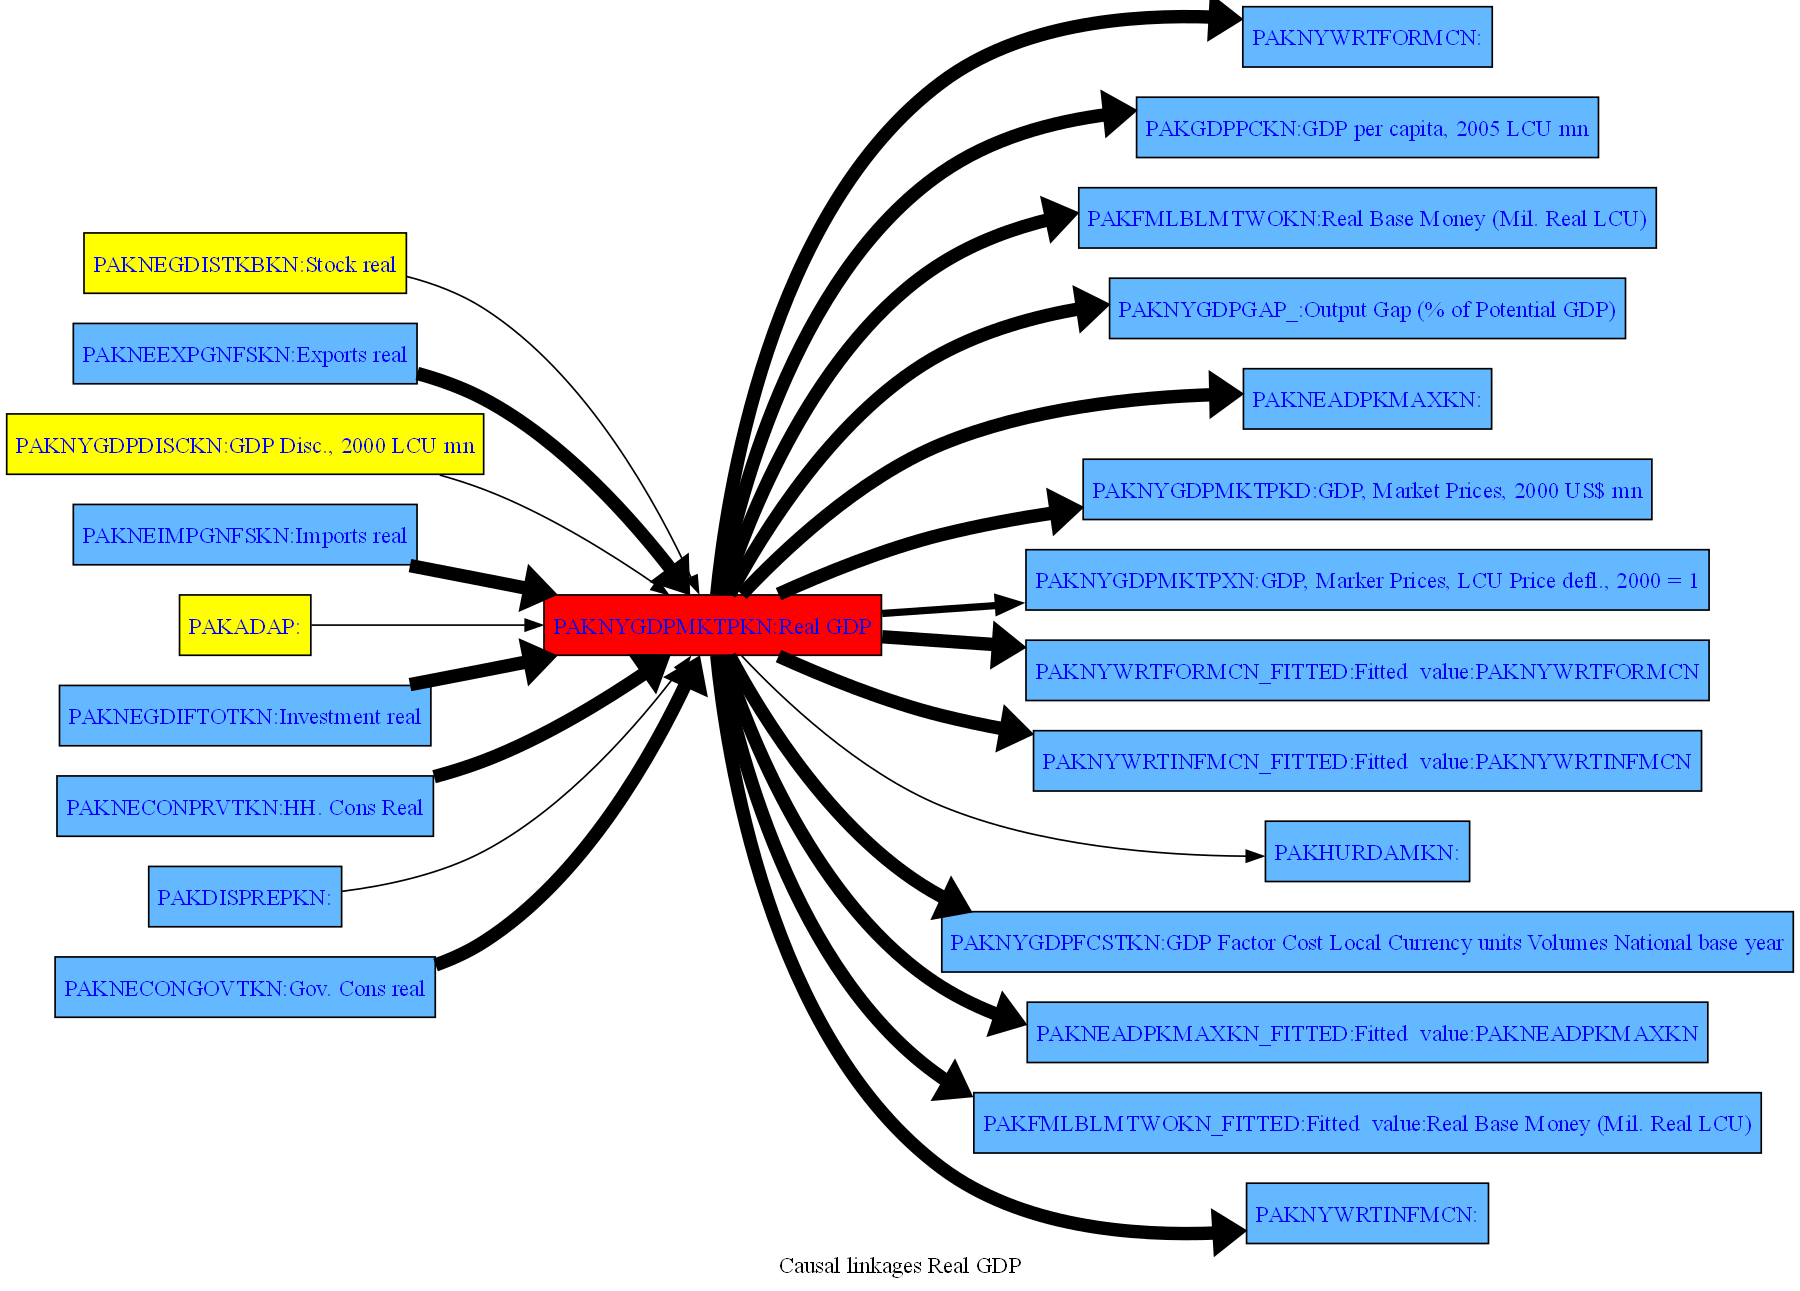 PAKNEGDISTKBKN:Stock real
PAKNEEXPGNFSKN:Exports real
PAKNYGDPDISCKN:GDP Disc., 2000 LCU mn
PAKNEIMPGNFSKN:Imports real
PAKADAP:
PAKNEGDIFTOTKN:Investment real
PAKNECONPRVTKN:HH. Cons Real
PAKDISPREPKN:
PAKNECONGOVTKN:Gov. Cons real
PAKNYGDPMKTPKN:Real GDP
PAKNYWRTFORMCN:
PAKGDPPCKN:GDP per capita, 2005 LCU mn
PAKFMLBLMTWOKN:Real Base Money (Mil. Real LCU)
PAKNYGDPGAP_:Output Gap (% of Potential GDP)
PAKNEADPKMAXKN:
PAKNYGDPMKTPKD:GDP, Market Prices, 2000 US$ mn
PAKNYGDPMKTPXN:GDP, Marker Prices, LCU Price defl., 2000 = 1
PAKNYWRTFORMCN_FITTED:Fitted  value:PAKNYWRTFORMCN
PAKNYWRTINFMCN_FITTED:Fitted  value:PAKNYWRTINFMCN
PAKHURDAMKN:
PAKNYGDPFCSTKN:GDP Factor Cost Local Currency units Volumes National base year
PAKNEADPKMAXKN_FITTED:Fitted  value:PAKNEADPKMAXKN
PAKFMLBLMTWOKN_FITTED:Fitted  value:Real Base Money (Mil. Real LCU)
PAKNYWRTINFMCN:
Causal linkages Real GDP